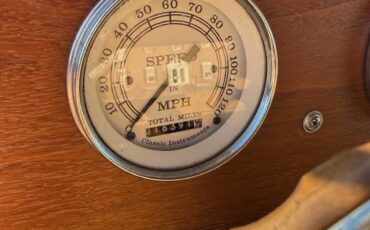 10 20 30 40 50 60 70 80 90 100 110 120
SPEED
IN
MPH
TOTAL MILES
Classic Instruments